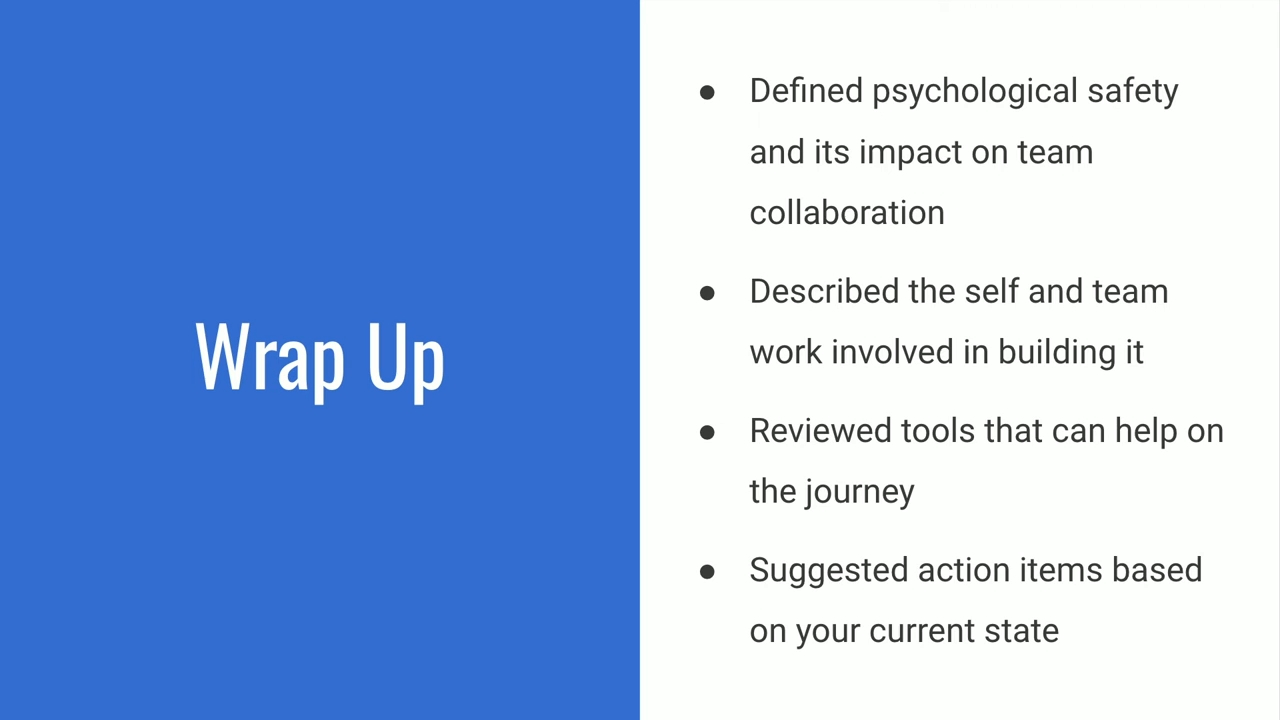 Wrap Up
● Defined psychological safety
and its impact on team
collaboration
● Described the self and team
work involved in building it
● Reviewed tools that can help on
the journey
● Suggested action items based
on your current state